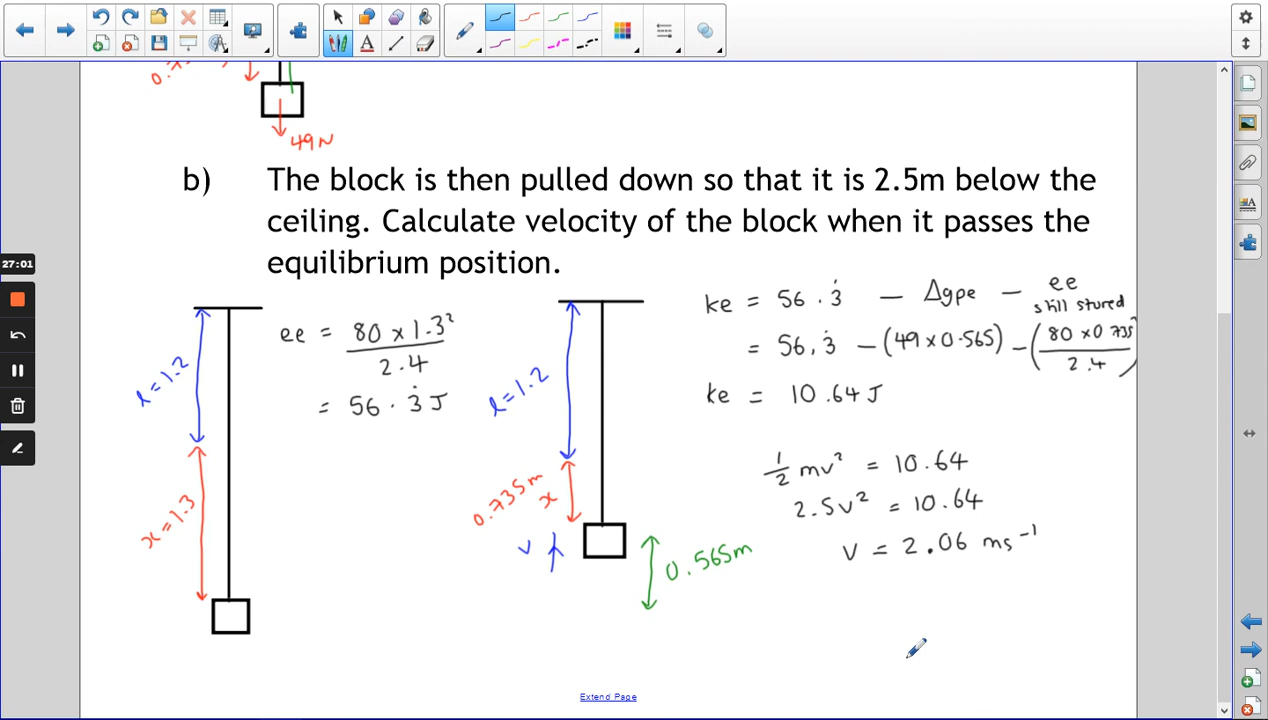 0.73
49N
b) The block is then pulled down so that it is 2.5m below the
ceiling. Calculate velocity of the block when it passes the
equilibrium position.
ee = 80 × 1.3²
2.4
= 56.3̇ J
l = 1.2
x = 1.3
l = 1.2
0.735m
x
v
0.565m
ke = 56.3̇ - Δgpe - ee
still stored
= 56.3̇ - (49 × 0.565) - (80 × 0.735²
2.4)
ke = 10.64 J
1/2 mv² = 10.64
2.5v² = 10.64
v = 2.06 ms⁻¹
Extend Page
27:01